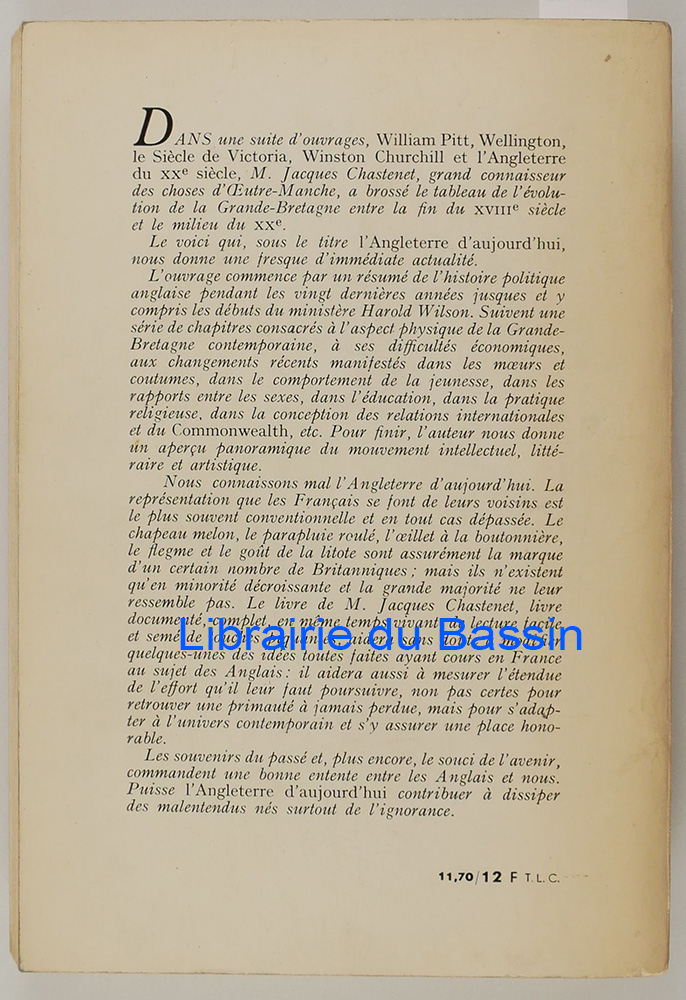 DANS une suite d'ouvrages, William Pitt, Wellington,
le Siècle de Victoria, Winston Churchill et l'Angleterre
du XXe siècle, M. Jacques Chastenet, grand connaisseur
des choses d'Œutre-Manche, a brossé le tableau de l'évolu-
tion de la Grande-Bretagne entre la fin du XVIIIe siècle
et le milieu du XXe.
Le voici qui, sous le titre l'Angleterre d'aujourd'hui,
nous donne une fresque d'immédiate actualité.
L'ouvrage commence par un résumé de l'histoire politique
anglaise pendant les vingt dernières années jusques et y
compris les débuts du ministère Harold Wilson. Suivent une
série de chapitres consacrés à l'aspect physique de la Grande-
Bretagne contemporaine, à ses difficultés économiques,
aux changements récents manifestés dans les mœurs et
coutumes, dans le comportement de la jeunesse, dans les
rapports entre les sexes, dans l'éducation, dans la pratique
religieuse, dans la conception des relations internationales
et du Commonwealth, etc. Pour finir, l'auteur nous donne
un aperçu panoramique du mouvement intellectuel, litté-
raire et artistique.
Nous connaissons mal l'Angleterre d'aujourd'hui. La
représentation que les Français se font de leurs voisins est
le plus souvent conventionnelle et en tout cas dépassée. Le
chapeau melon, le parapluie roulé, l'œillet à la boutonnière,
le flegme et le goût de la litote sont assurément la marque
d'un certain nombre de Britanniques ; mais ils n'existent
qu'en minorité décroissante et la grande majorité ne leur
ressemble pas. Le livre de M. Jacques Chastenet, livre
documenté, complet, en même temps vivant, de lecture facile
Librairie du Bassin
et semé de touches piquantes, aidera sans
quelques-unes des idées toutes faites ayant cours en France
au sujet des Anglais : il aidera aussi à mesurer l'étendue
de l'effort qu'il leur faut poursuivre, non pas certes pour
retrouver une primauté à jamais perdue, mais pour s'adap-
ter à l'univers contemporain et s'y assurer une place hono-
rable.
Les souvenirs du passé et, plus encore, le souci de l'avenir,
commandent une bonne entente entre les Anglais et nous.
Puisse l'Angleterre d'aujourd'hui contribuer à dissiper
des malentendus nés surtout de l'ignorance.
11,70/12 F T.L.C.